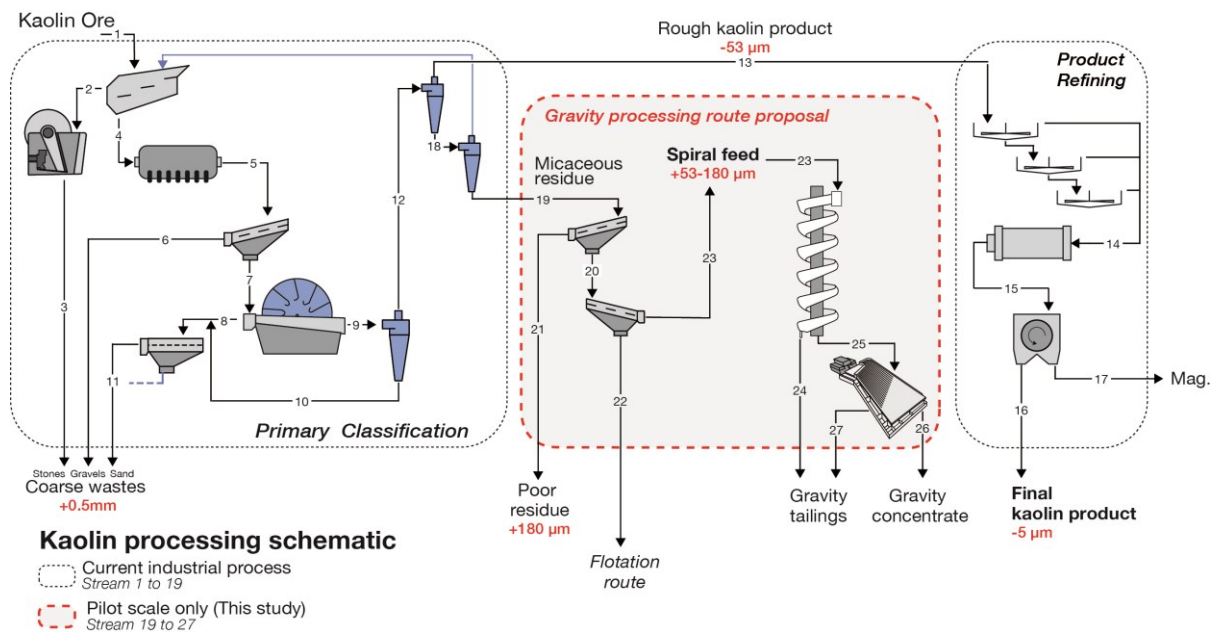 Kaolin Ore
1
2
4
5
3
6
7
8
9
10
11
12
18
Primary Classification
Stones Gravels Sand
Coarse wastes
+0.5mm
Rough kaolin product
-53 µm
13
Gravity processing route proposal
Micaceous
residue
19
20
21
22
Spiral feed
+53-180 µm
23
23
24
25
26
27
Poor
residue
+180 µm
Flotation
route
Gravity
tailings
Gravity
concentrate
Product
Refining
14
15
16
17
Mag.
Final
kaolin product
-5 µm
Kaolin processing schematic
Current industrial process
Stream 1 to 19
Pilot scale only (This study)
Stream 19 to 27